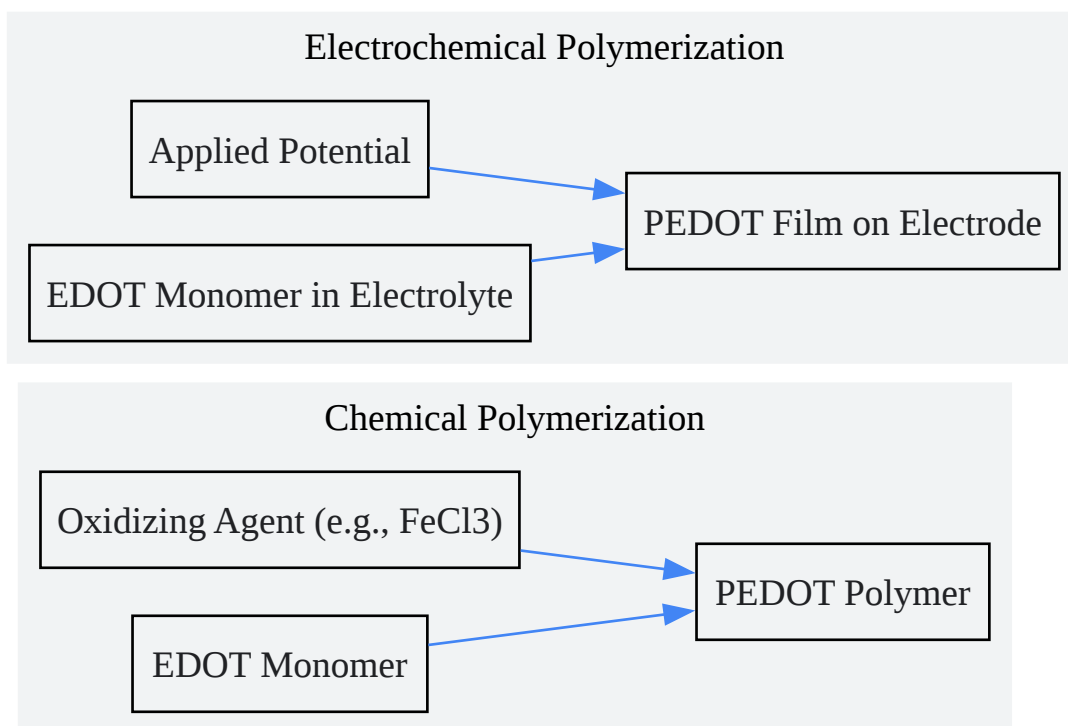 Electrochemical Polymerization
Applied Potential
EDOT Monomer in Electrolyte
PEDOT Film on Electrode
Chemical Polymerization
Oxidizing Agent (e.g., FeCl3)
EDOT Monomer
PEDOT Polymer